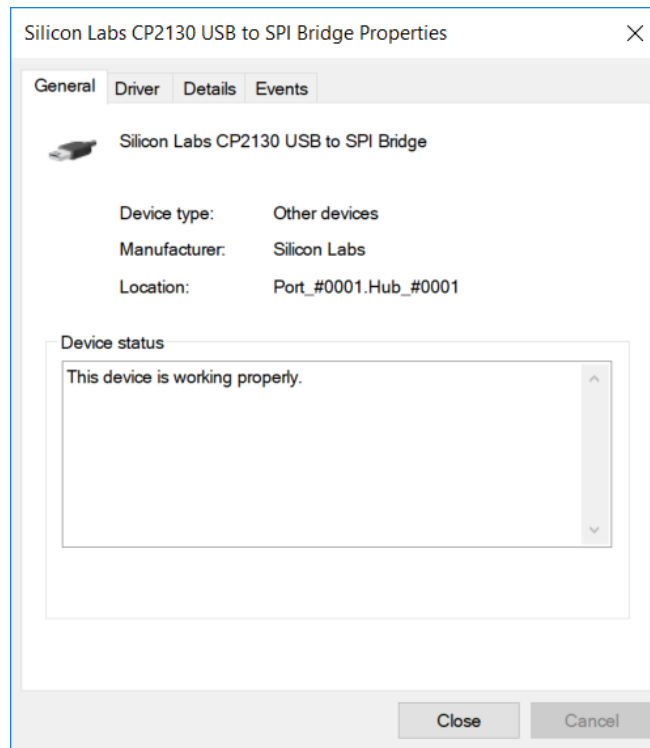 Silicon Labs CP2130 USB to SPI Bridge Properties
General Driver Details Events
Silicon Labs CP2130 USB to SPI Bridge
Device type: Other devices
Manufacturer: Silicon Labs
Location: Port_#0001.Hub_#0001
Device status
This device is working properly.
Close Cancel